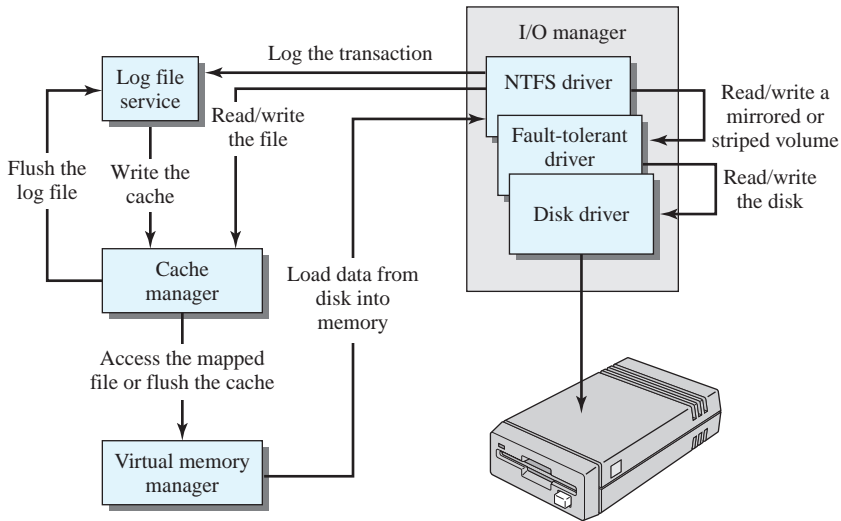 I/O manager
Log the transaction
Log file
service
NTFS driver
Read/write
the file
Read/write a
mirrored or
striped volume
Fault-tolerant
driver
Flush the
log file
Write the
cache
Read/write
the disk
Disk driver
Cache
manager
Load data from
disk into
memory
Access the mapped
file or flush the cache
Virtual memory
manager